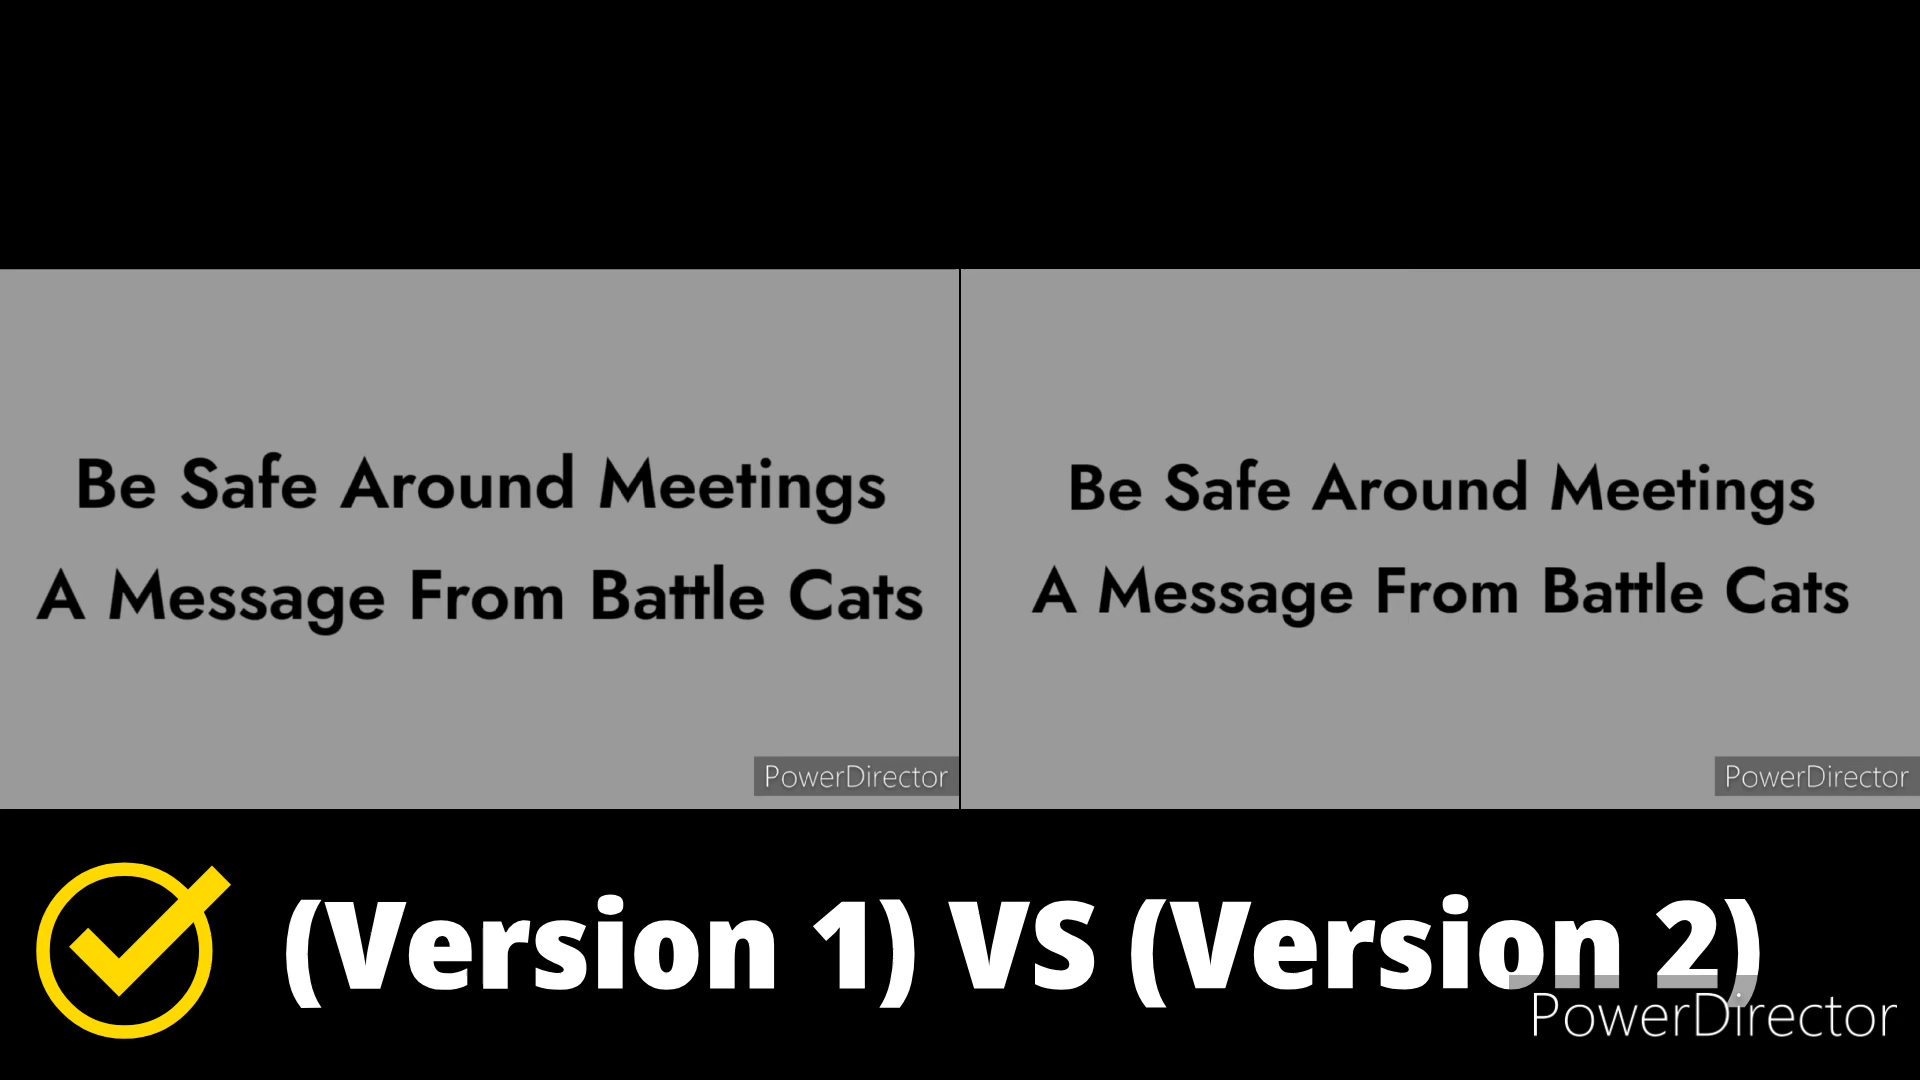 Be Safe Around Meetings
A Message From Battle Cats
PowerDirector
Be Safe Around Meetings
A Message From Battle Cats
PowerDirector
(Version 1) VS (Version 2)
PowerDirector